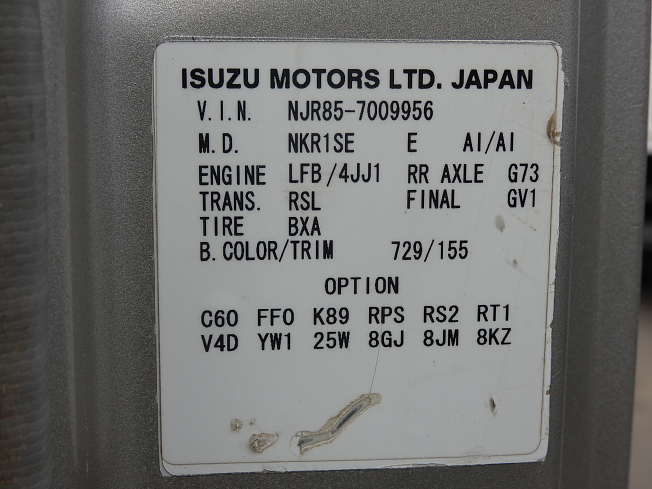 ISUZU MOTORS LTD. JAPAN
V.I.N. NJR85-7009956
M.D. NKR1SE E AI/AI
ENGINE LFB/4JJ1 RR AXLE G73
TRANS. RSL FINAL GV1
TIRE BXA
B.COLOR/TRIM 729/155
OPTION
C60 FF0 K89 RPS RS2 RT1
V4D YW1 25W 8GJ 8JM 8KZ